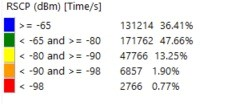 RSCP (dBm) [Time/s]
>= -65 131214 36.41%
< -65 and >= -80 171762 47.66%
< -80 and >= -90 47766 13.25%
< -90 and >= -98 6857 1.90%
< -98 2766 0.77%